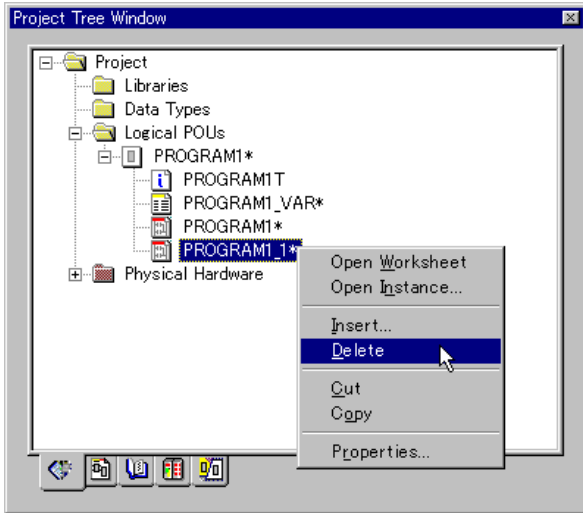 Project Tree Window
Project
Libraries
Data Types
Logical POUs
PROGRAM1*
PROGRAM1T
PROGRAM1_VAR*
PROGRAM1*
PROGRAM1_1*
Physical Hardware
Open Worksheet
Open Instance...
Insert...
Delete
Cut
Copy
Properties...